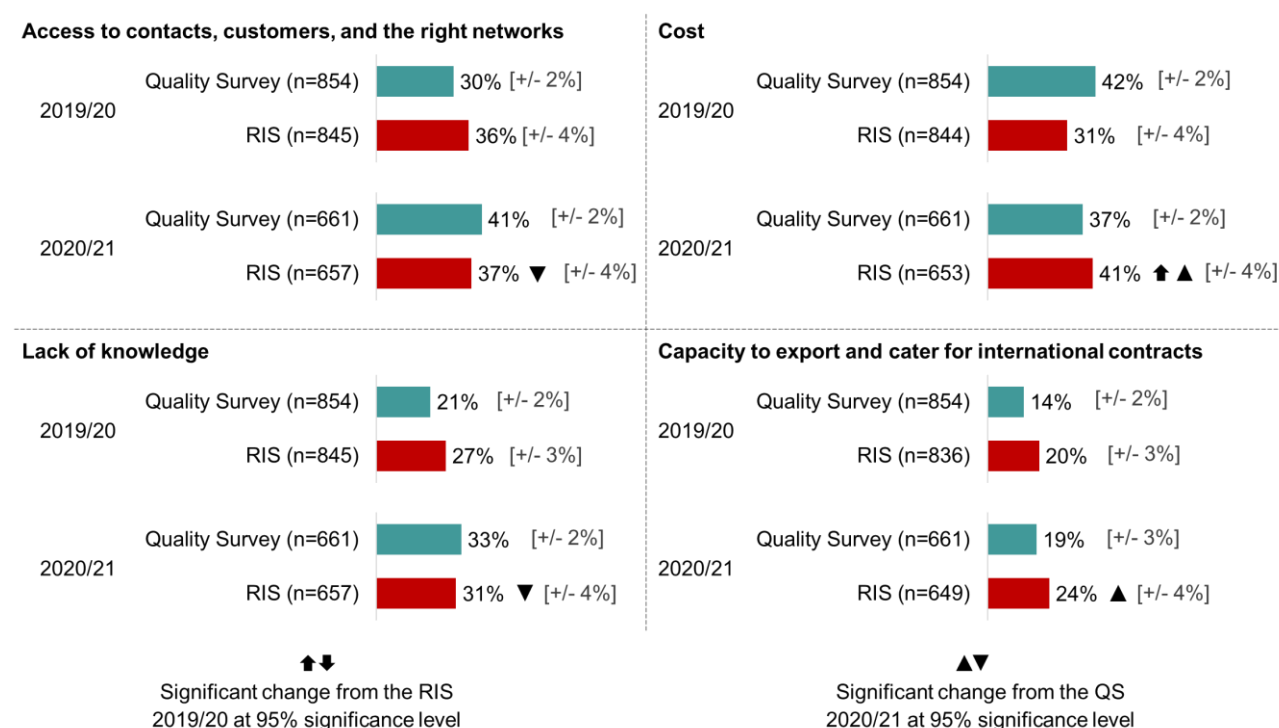 Access to contacts, customers, and the right networks
2019/20
Quality Survey (n=854) 30% [+/- 2%]
RIS (n=845) 36% [+/- 4%]
2020/21
Quality Survey (n=661) 41% [+/- 2%]
RIS (n=657) 37% ▼ [+/- 4%]
Cost
2019/20
Quality Survey (n=854) 42% [+/- 2%]
RIS (n=844) 31% [+/- 4%]
2020/21
Quality Survey (n=661) 37% [+/- 2%]
RIS (n=653) 41% ⬆ ▲ [+/- 4%]
Lack of knowledge
2019/20
Quality Survey (n=854) 21% [+/- 2%]
RIS (n=845) 27% [+/- 3%]
2020/21
Quality Survey (n=661) 33% [+/- 2%]
RIS (n=657) 31% ▼ [+/- 4%]
Capacity to export and cater for international contracts
2019/20
Quality Survey (n=854) 14% [+/- 2%]
RIS (n=836) 20% [+/- 3%]
2020/21
Quality Survey (n=661) 19% [+/- 3%]
RIS (n=649) 24% ▲ [+/- 4%]
⬆⬇
Significant change from the RIS
2019/20 at 95% significance level
▲▼
Significant change from the QS
2020/21 at 95% significance level